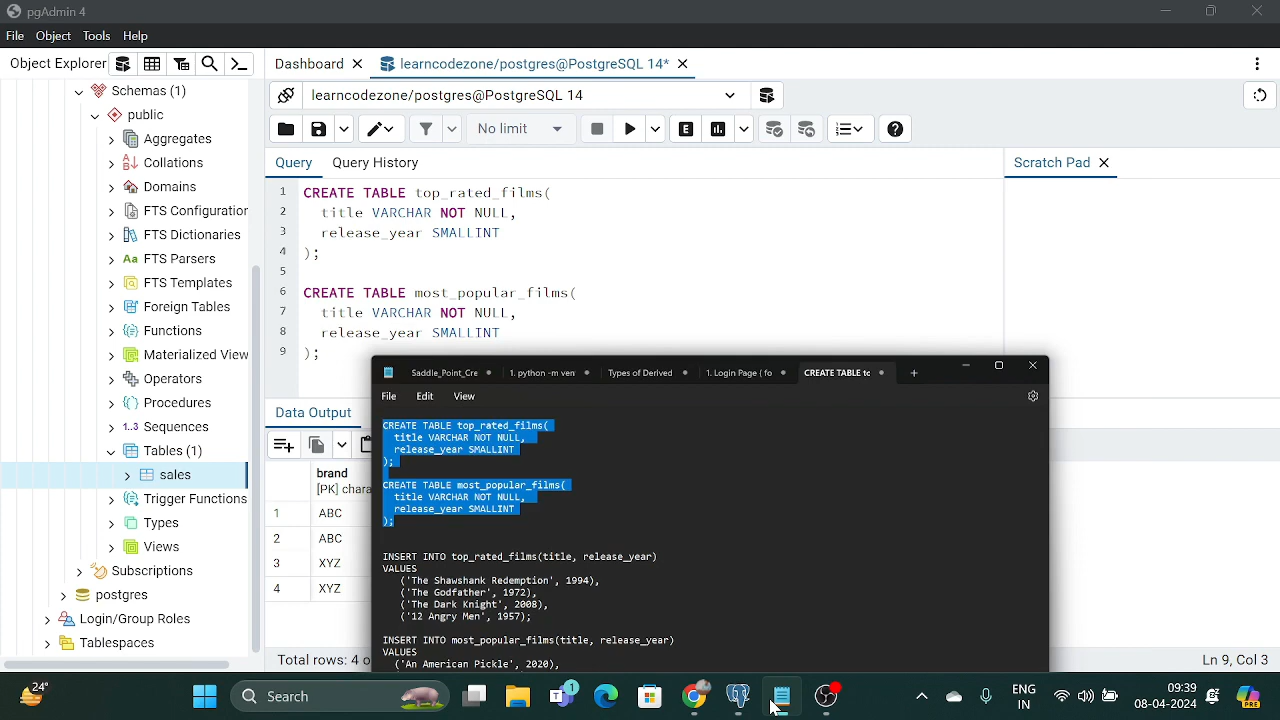 pgAdmin 4
File Object Tools Help
Object Explorer
Dashboard
learncodezone/postgres@PostgreSQL 14*
Schemas (1)
public
Aggregates
Collations
Domains
FTS Configuration
FTS Dictionaries
FTS Parsers
FTS Templates
Foreign Tables
Functions
Materialized View
Operators
Procedures
1..3 Sequences
Tables (1)
sales
Trigger Functions
Types
Views
Subscriptions
postgres
Login/Group Roles
Tablespaces
learncodezone/postgres@PostgreSQL 14
No limit
E
Query Query History
Scratch Pad
1 CREATE TABLE top_rated_films(
2 title VARCHAR NOT NULL,
3 release_year SMALLINT
4 );
5
6 CREATE TABLE most_popular_films(
7 title VARCHAR NOT NULL,
8 release_year SMALLINT
9 );
Data Output
brand
[PK] chara
1 ABC
2 ABC
3 XYZ
4 XYZ
Total rows: 4 o
Ln 9, Col 3
Saddle_Point_Cre
1. python -m ven
Types of Derived
1. Login Page ( fo
CREATE TABLE to
File Edit View
CREATE TABLE top_rated_films(
title VARCHAR NOT NULL,
release_year SMALLINT
);
CREATE TABLE most_popular_films(
title VARCHAR NOT NULL,
release_year SMALLINT
);
INSERT INTO top_rated_films(title, release_year)
VALUES
('The Shawshank Redemption', 1994),
('The Godfather', 1972),
('The Dark Knight', 2008),
('12 Angry Men', 1957);
INSERT INTO most_popular_films(title, release_year)
VALUES
('An American Pickle', 2020),
24°
Search
1
ENG
IN
09:39
08-04-2024